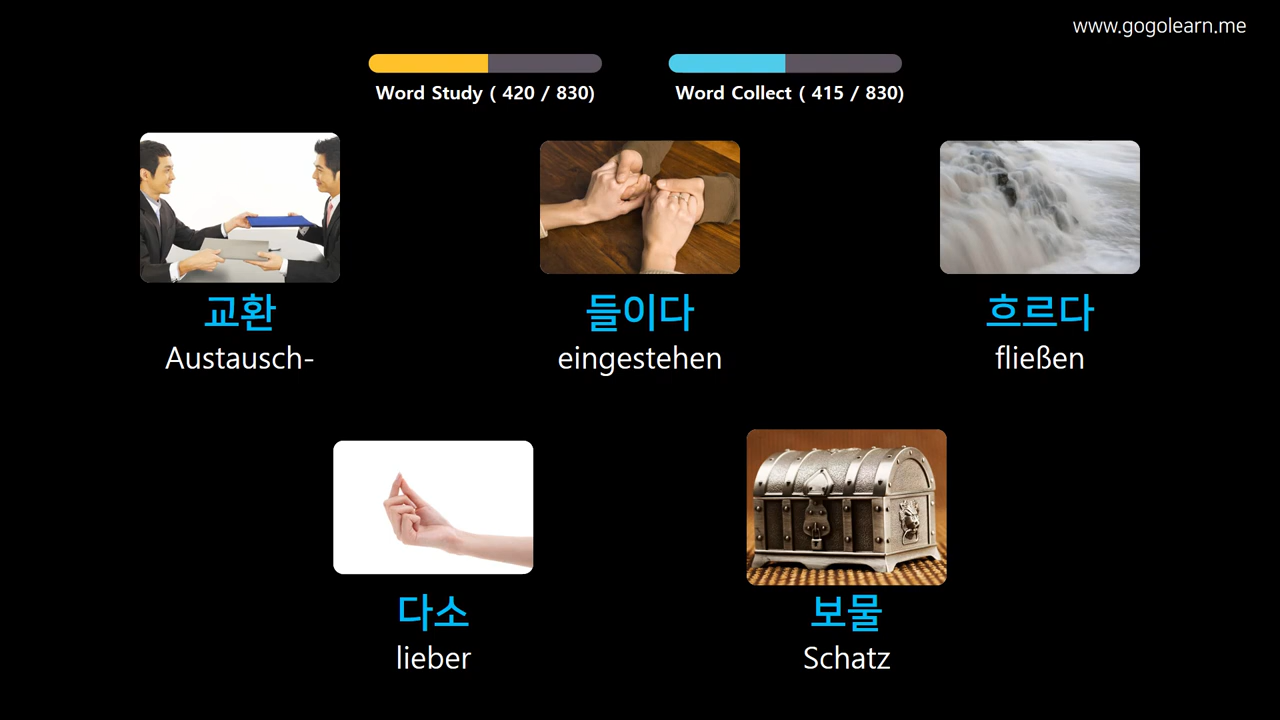 www.gogolearn.me
Word Study ( 420 / 830)
Word Collect ( 415 / 830)
교환
Austausch-
들이다
eingestehen
흐르다
fließen
다소
lieber
보물
Schatz